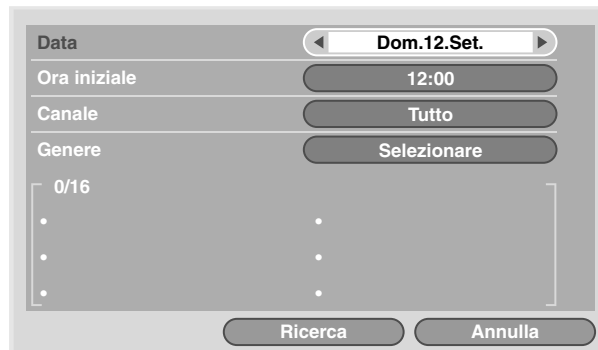 Data Dom.12.Set.
Ora iniziale 12:00
Canale Tutto
Genere Selezionare
0/16
Ricerca Annulla